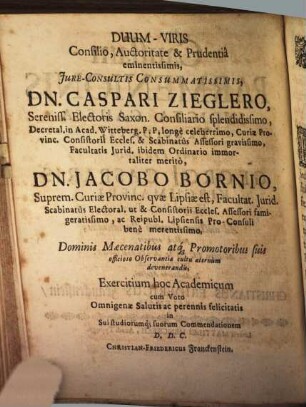 DUUM-VIRIS
Consilio, Auctoritate & Prudentiâ
eminentissimis,
JURE-CONSULTIS CONSUMMATISSIMIS,
DN. CASPARI ZIEGLERO,
Sereniss. Electoris Saxon. Consiliario splendidissimo,
Decretal. in Acad. Witteberg. P. P. longè celeberrimo, Curiæ Pro-
vinc. Consistorii Eccles. & Scabinatûs Assessori gravissimo,
Facultatis Jurid. ibidem Ordinario immor-
taliter meritò,
DN. JACOBO BORNIO,
Suprem. Curiæ Provinc. qvæ Lipsiæ est, Facultat. Jurid.
Scabinatûs Electoral. ut & Consistorii Eccles. Assessori fami-
geratissimo, ac Reipubl. Lipsiensis Pro-Consuli
benè merentissimo,
Dominis Mæcenatibus atq; Promotoribus suis
officioso Observantiæ cultu æternùm
devenerandis,
Exercitium hoc Academicum
cum Voto
Omnigenæ Salutis ac perennis felicitatis
in
Sui studiorumq; suorum Commendationem
D. D. C.
CHRISTIAN-FRIDERICUS Franckenstein.